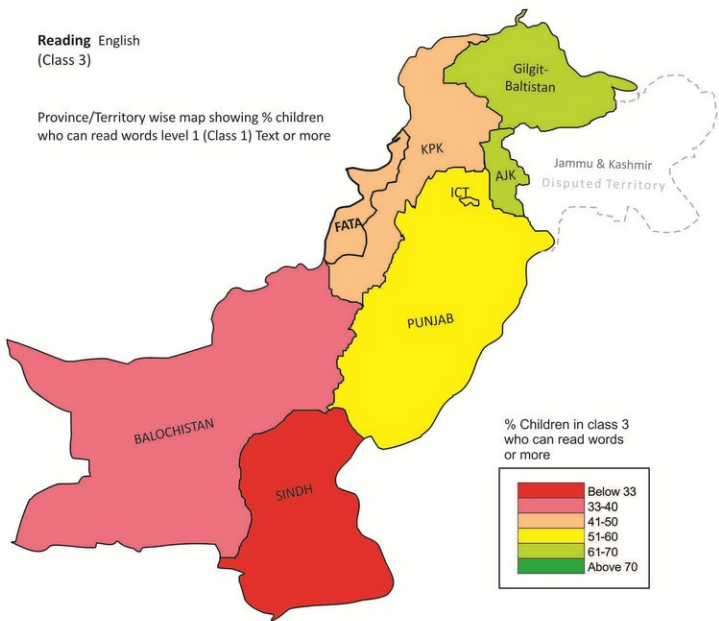 Reading English
(Class 3)
Province/Territory wise map showing % children
who can read words level 1 (Class 1) Text or more
Gilgit-
Baltistan
KPK
Jammu & Kashmir
Disputed Territory
AJK
ICT
FATA
PUNJAB
BALOCHISTAN
SINDH
% Children in class 3
who can read words
or more
Below 33
33-40
41-50
51-60
61-70
Above 70